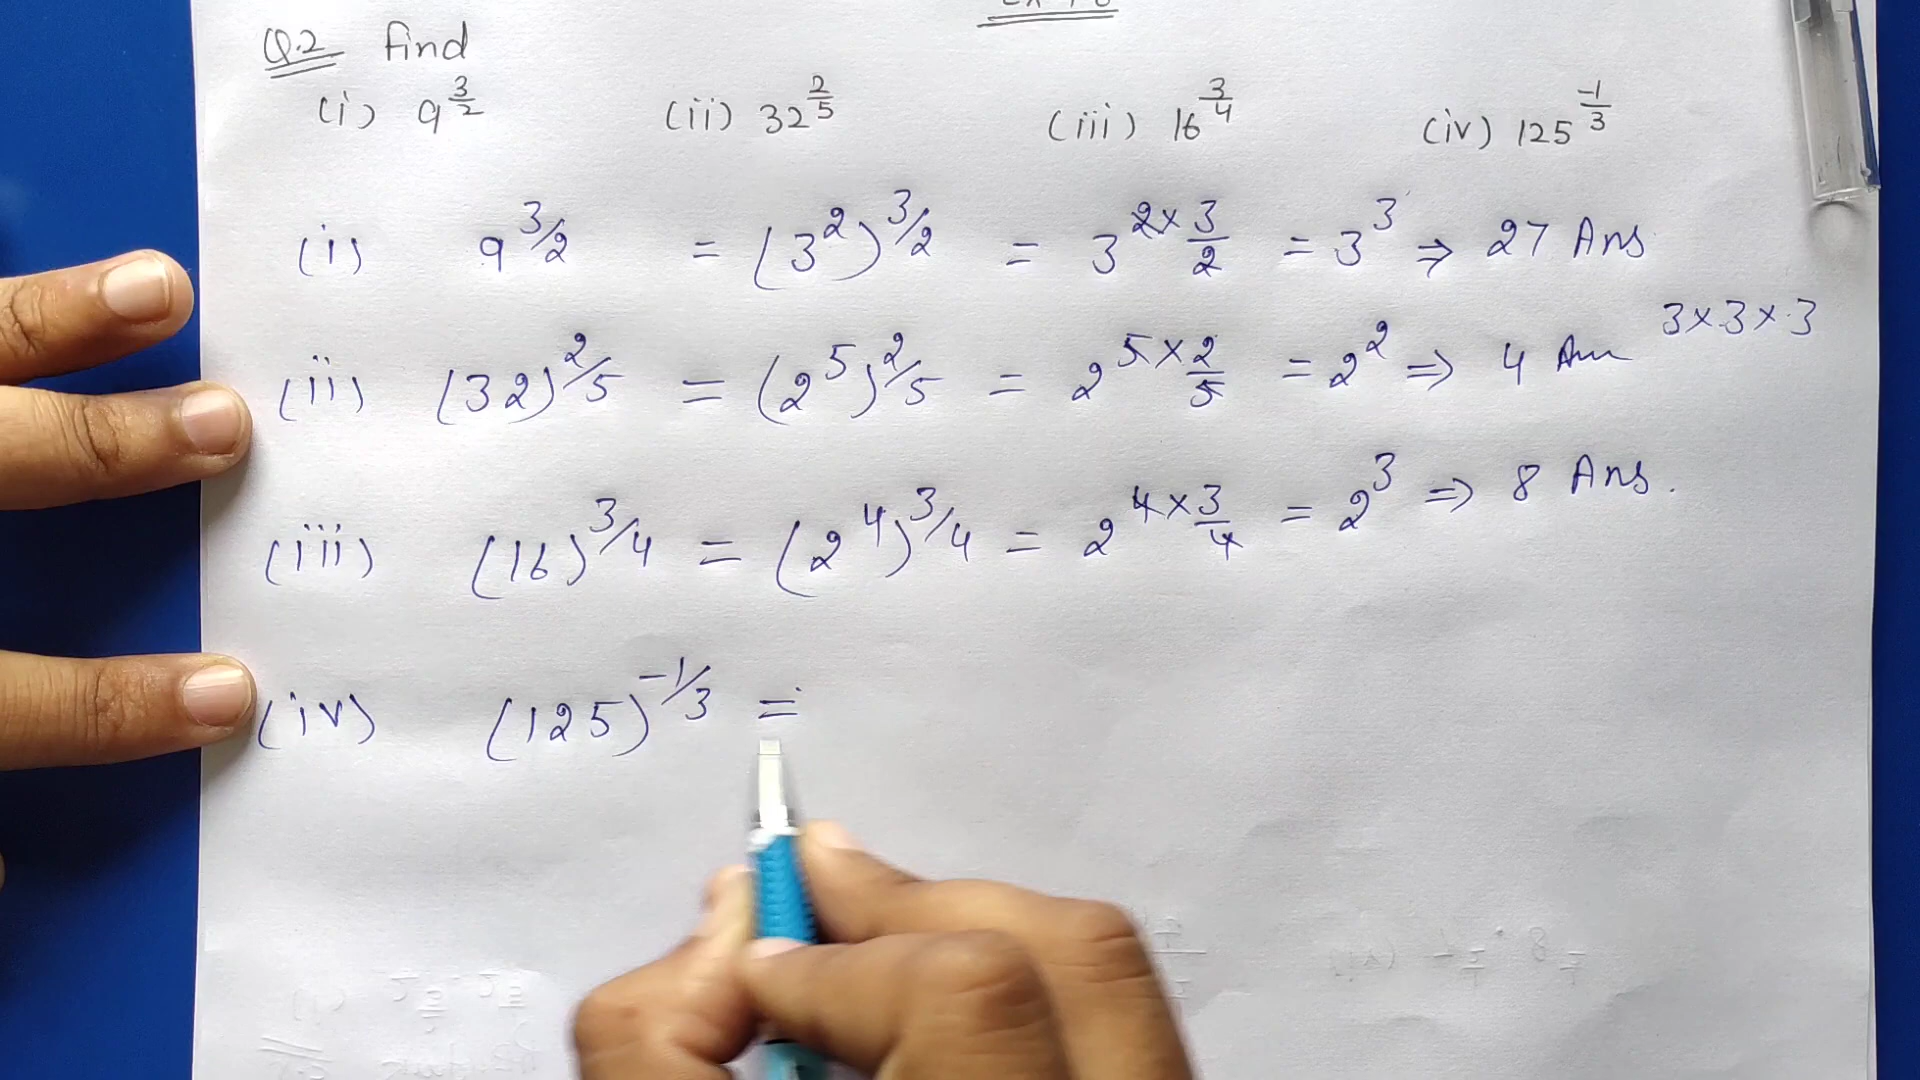 Q.2 Find
(i) 9^(3/2) (ii) 32^(2/5) (iii) 16^(3/4) (iv) 125^(-1/3)
(i) 9^(3/2) = (3^2)^(3/2) = 3^(2×3/2) = 3^3 ⇒ 27 Ans
3×3×3
(ii) (32)^(2/5) = (2^5)^(2/5) = 2^(5×2/5) = 2^2 ⇒ 4 Ans
(iii) (16)^(3/4) = (2^4)^(3/4) = 2^(4×3/4) = 2^3 ⇒ 8 Ans.
(iv) (125)^(-1/3) =